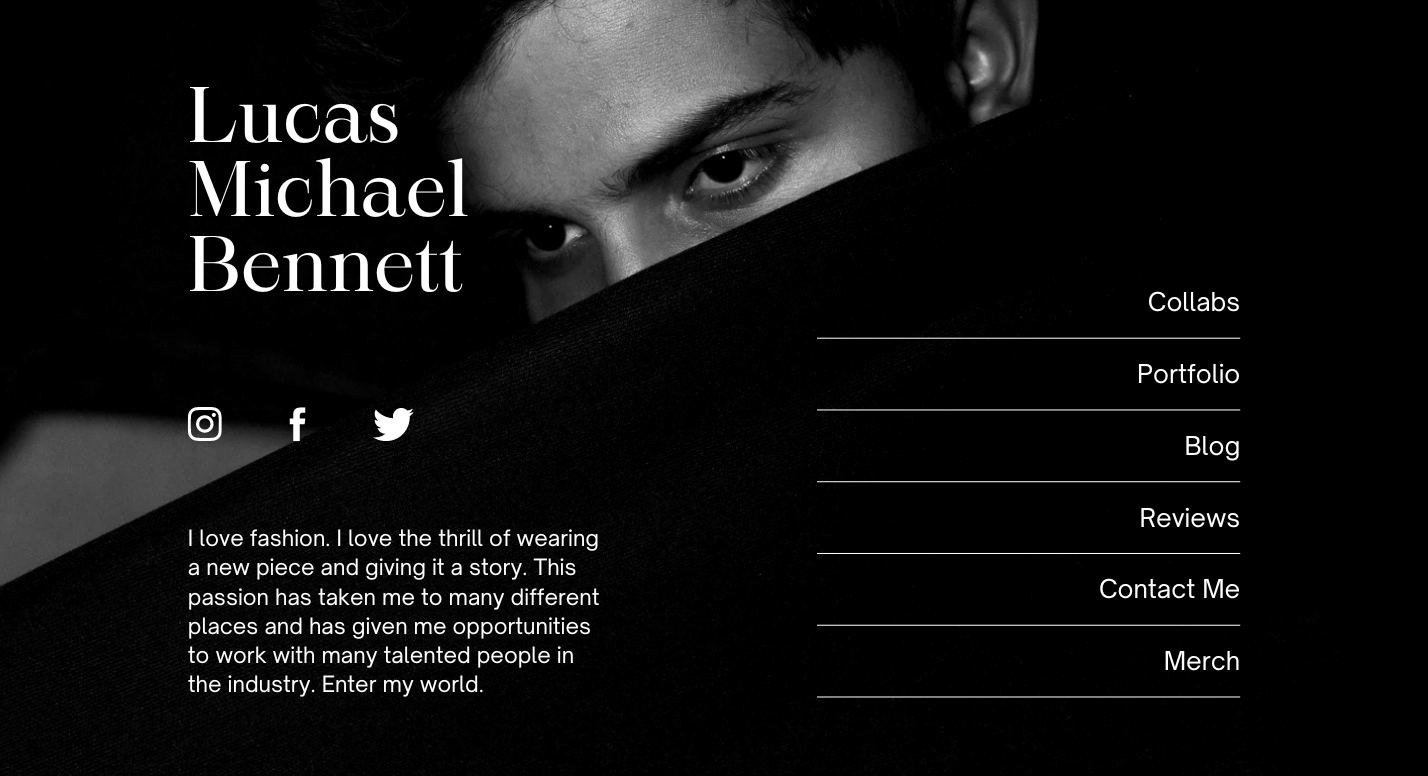 Lucas
Michael
Bennett
I love fashion. I love the thrill of wearing
a new piece and giving it a story. This
passion has taken me to many different
places and has given me opportunities
to work with many talented people in
the industry. Enter my world.
Collabs
Portfolio
Blog
Reviews
Contact Me
Merch